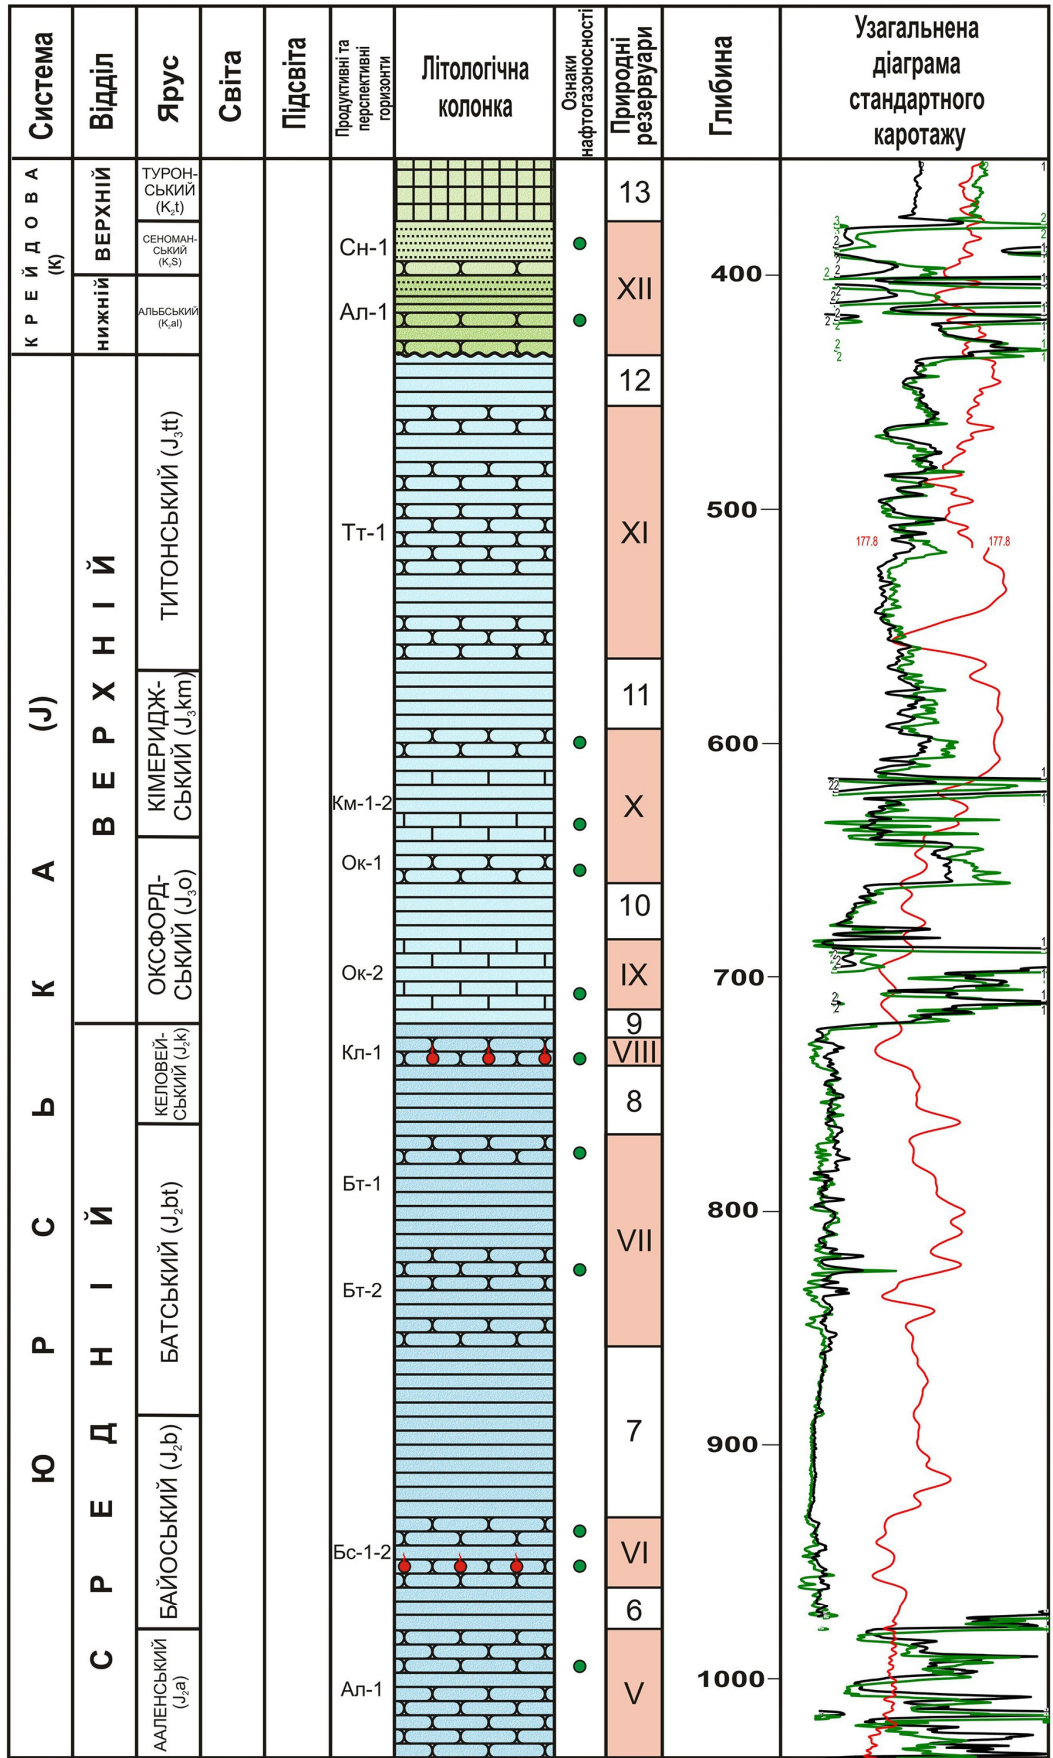 Система
Відділ
Ярус
Світа
Підсвіта
Продуктивні та
перспективні
горизонти
Літологічна
колонка
Ознаки
нафтогазоносності
Природні
резервуари
Глибина
Узагальнена
діаграма
стандартного
каротажу
КРЕЙДОВА
(К)
ВЕРХНІЙ
НИЖНІЙ
ТУРОН-
СЬКИЙ
(K₂t)
СЕНОМАН-
СЬКИЙ
(K₂S)
АЛЬБСЬКИЙ
Сн-1
Ал-1
13
XII
400
ЮРСЬКА (J)
ВЕРХНІЙ
ТИТОНСЬКИЙ (J₃tt)
Тт-1
12
XI
500
177.8
177.8
КІМЕРИДЖ-
СЬКИЙ (J₃km)
Км-1-2
11
X
600
ОКСФОРД-
СЬКИЙ (J₃o)
Ок-1
Ок-2
10
IX
9
700
СЕРЕДНІЙ
КЕЛОВЕЙ-
СЬКИЙ (J₂k)
Кл-1
VIII
8
БАТСЬКИЙ (J₂bt)
Бт-1
Бт-2
VII
800
7
900
БАЙОСЬКИЙ (J₂b)
Бс-1-2
VI
6
ААЛЕНСЬКИЙ
(J₂a)
Ал-1
V
1000